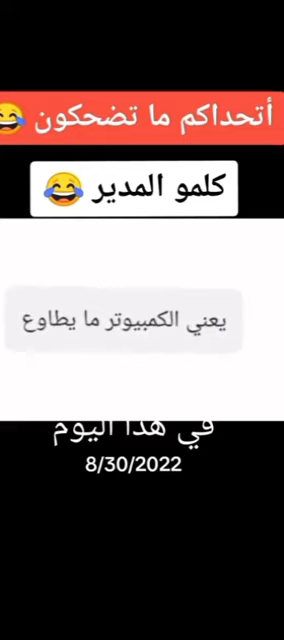 أتحداكم ما تضحكون 😂
كلمو المدير 😂
يعني الكمبيوتر ما يطاوع
في هذا اليوم
8/30/2022